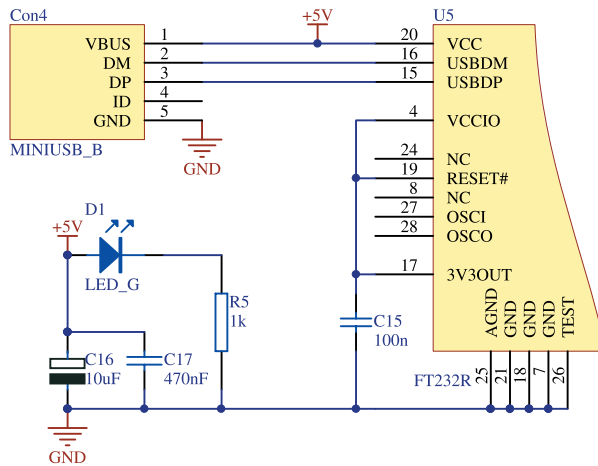 Con4
+5V
U5
VBUS 1
20 VCC
DM 2
16 USBDM
DP 3
15 USBDP
ID 4
GND 5
4 VCCIO
MINIUSB_B
GND
24 NC
19 RESET#
8 NC
27 OSCI
28 OSCO
17 3V3OUT
D1
+5V
LED_G
R5
1k
C15
100n
C16
10uF
C17
470nF
AGND
GND
GND
GND
TEST
FT232R
25
21
18
7
26
GND